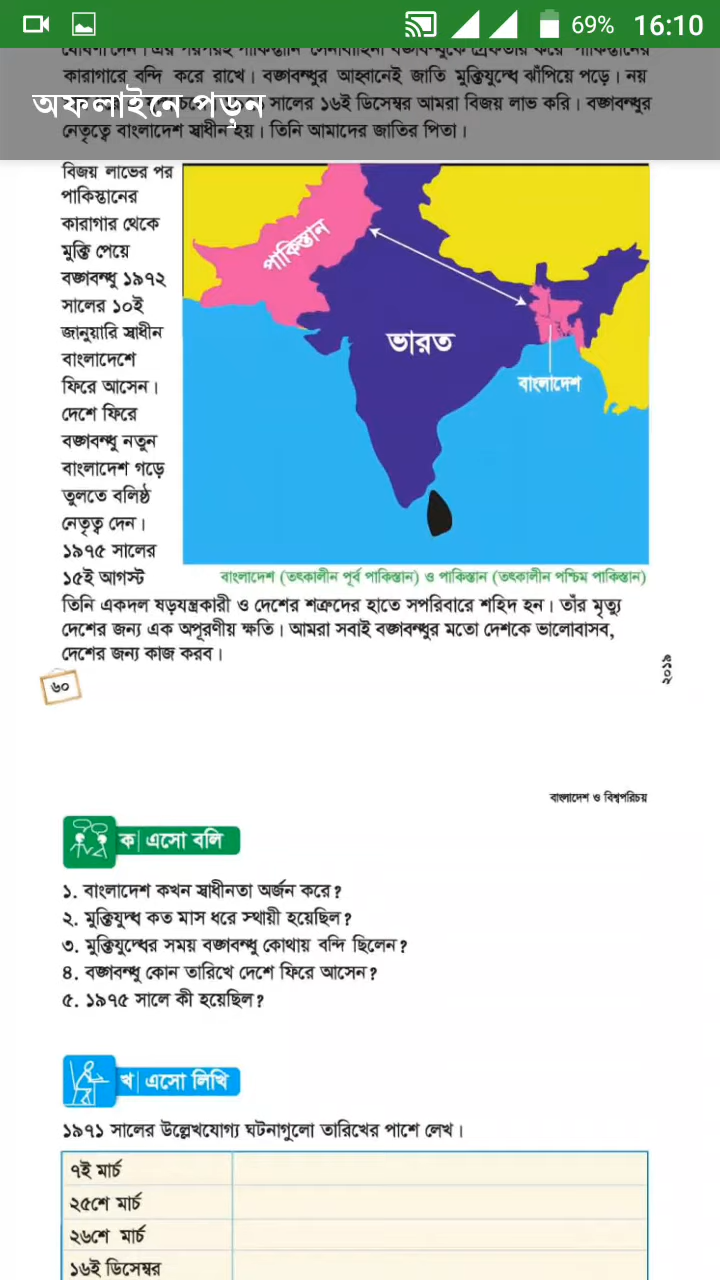 69% 16:10
অফলাইনে পড়ুন
কারাগারে বন্দি করে রাখে। বঙ্গবন্ধুর আহ্বানেই জাতি মুক্তিযুদ্ধে ঝাঁপিয়ে পড়ে। নয়
সালের ১৬ই ডিসেম্বর আমরা বিজয় লাভ করি। বঙ্গবন্ধুর
নেতৃত্বে বাংলাদেশ স্বাধীন হয়। তিনি আমাদের জাতির পিতা।
বিজয় লাভের পর
পাকিস্তানের
কারাগার থেকে
মুক্তি পেয়ে
বঙ্গবন্ধু ১৯৭২
সালের ১০ই
জানুয়ারি স্বাধীন
বাংলাদেশে
ফিরে আসেন।
দেশে ফিরে
বঙ্গবন্ধু নতুন
বাংলাদেশ গড়ে
তুলতে বলিষ্ঠ
নেতৃত্ব দেন।
১৯৭৫ সালের
১৫ই আগস্ট
পাকিস্তান
ভারত
বাংলাদেশ
বাংলাদেশ (তৎকালীন পূর্ব পাকিস্তান) ও পাকিস্তান (তৎকালীন পশ্চিম পাকিস্তান)
তিনি একদল ষড়যন্ত্রকারী ও দেশের শত্রুদের হাতে সপরিবারে শহিদ হন। তাঁর মৃত্যু
দেশের জন্য এক অপূরণীয় ক্ষতি। আমরা সবাই বঙ্গবন্ধুর মতো দেশকে ভালোবাসব,
দেশের জন্য কাজ করব।
৬০
২০১৯
বাংলাদেশ ও বিশ্বপরিচয়
ক| এসো বলি
১. বাংলাদেশ কখন স্বাধীনতা অর্জন করে?
২. মুক্তিযুদ্ধ কত মাস ধরে স্থায়ী হয়েছিল?
৩. মুক্তিযুদ্ধের সময় বঙ্গবন্ধু কোথায় বন্দি ছিলেন?
৪. বঙ্গবন্ধু কোন তারিখে দেশে ফিরে আসেন?
৫. ১৯৭৫ সালে কী হয়েছিল?
খ| এসো লিখি
১৯৭১ সালের উল্লেখযোগ্য ঘটনাগুলো তারিখের পাশে লেখ।
৭ই মার্চ
২৫শে মার্চ
২৬শে মার্চ
১৬ই ডিসেম্বর